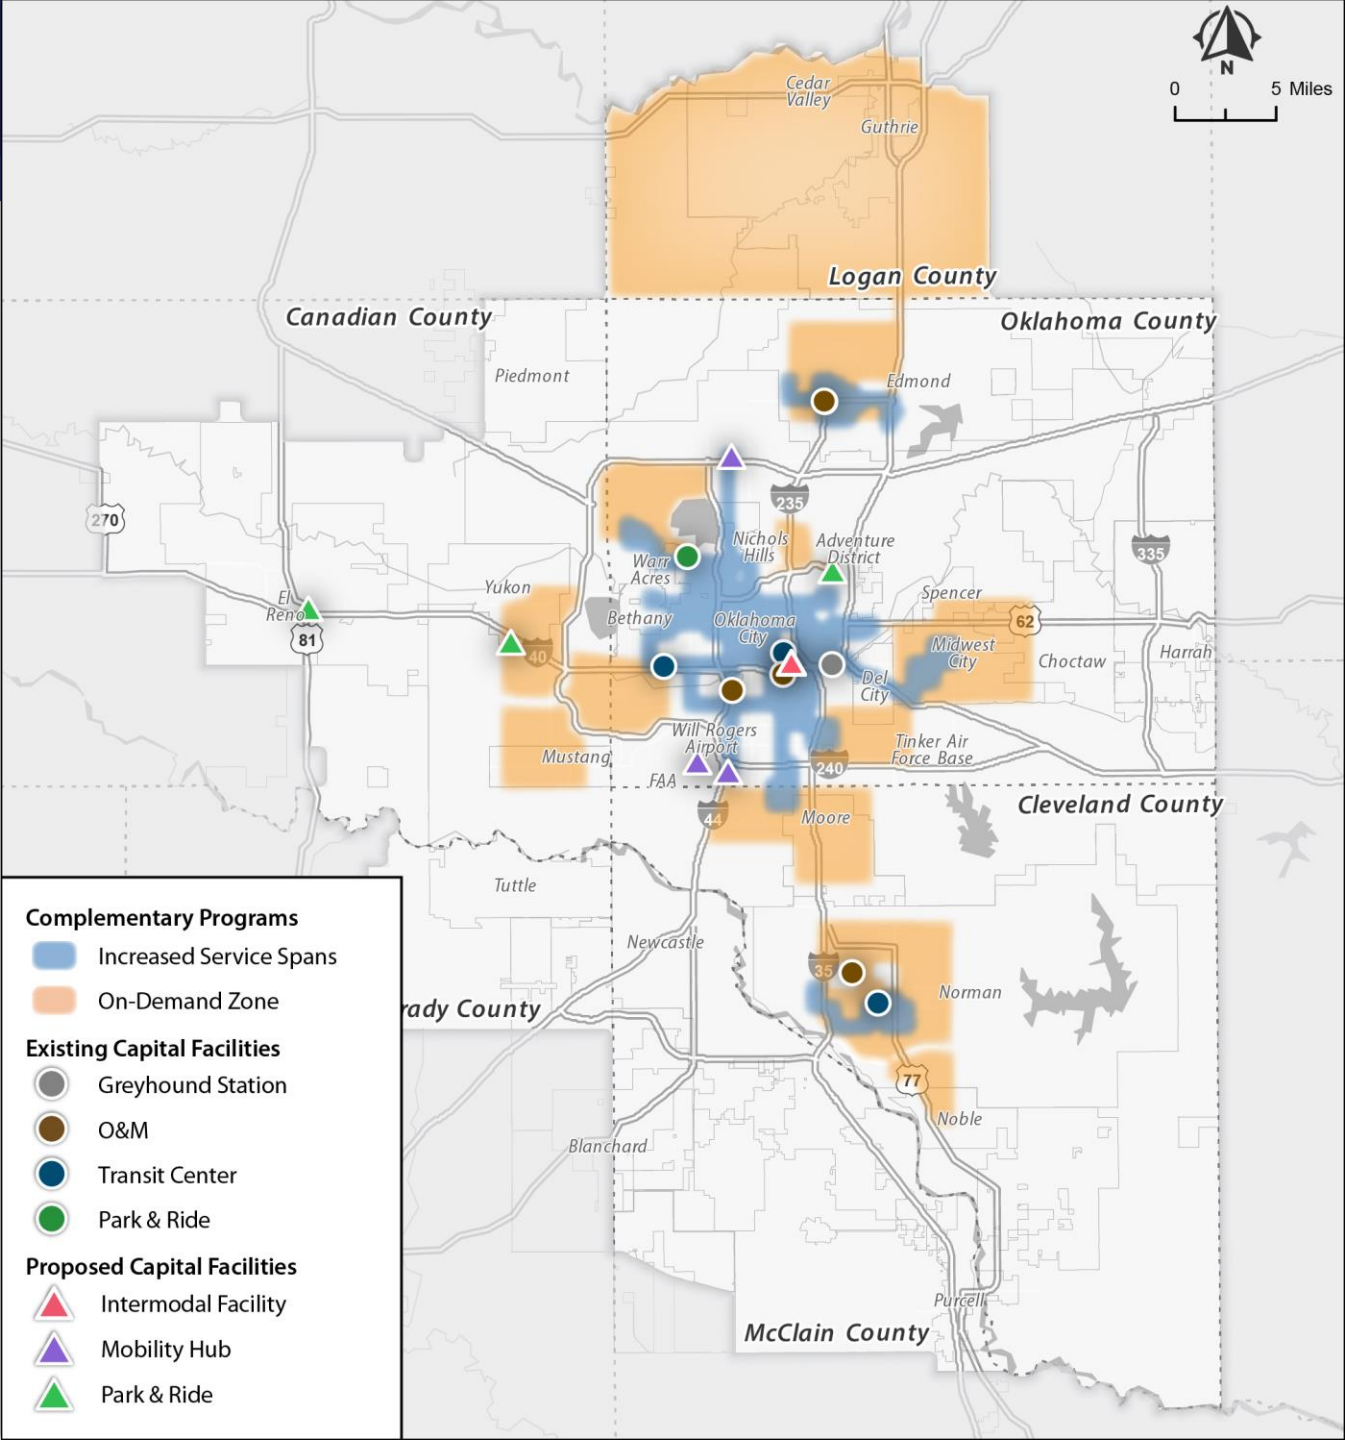 N
0 5 Miles
Cedar
Valley
Guthrie
Logan County
Canadian County
Oklahoma County
Piedmont
Edmond
235
270
Nichols
Hills
Adventure
District
335
Warr
Acres
Yukon
El
Reno
Spencer
Bethany
Oklahoma
City
62
81
40
Midwest
City
Choctaw
Harrah
Del
City
Will Rogers
Airport
Tinker Air
Force Base
Mustang
FAA
240
Cleveland County
44
Moore
Tuttle
Newcastle
35
Norman
rady County
77
Noble
Blanchard
Purcell
McClain County
Complementary Programs
Increased Service Spans
On-Demand Zone
Existing Capital Facilities
Greyhound Station
O&M
Transit Center
Park & Ride
Proposed Capital Facilities
Intermodal Facility
Mobility Hub
Park & Ride